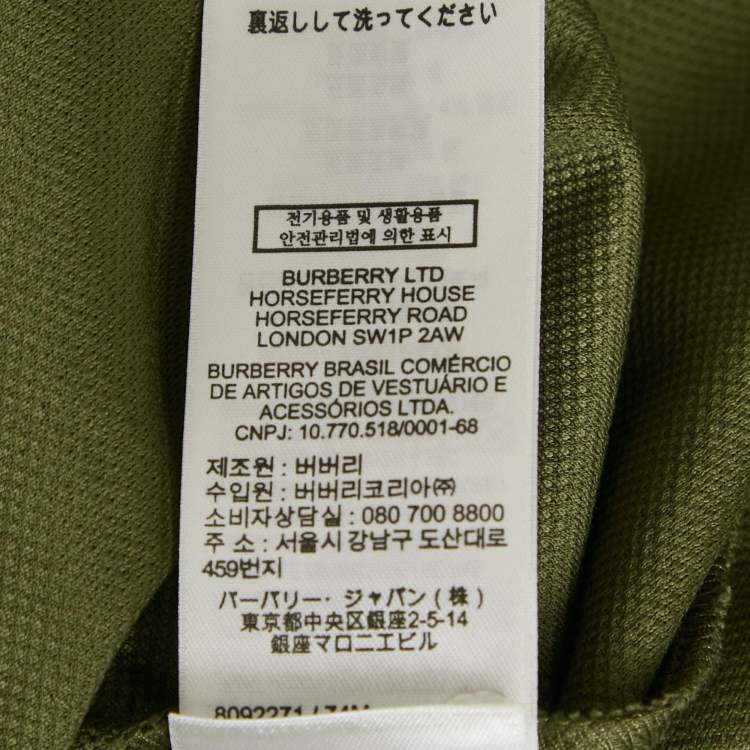 裏返しして洗ってください
전기용품 및 생활용품
안전관리법에 의한 표시
BURBERRY LTD
HORSEFERRY HOUSE
HORSEFERRY ROAD
LONDON SW1P 2AW
BURBERRY BRASIL COMÉRCIO
DE ARTIGOS DE VESTUÁRIO E
ACESSÓRIOS LTDA.
CNPJ: 10.770.518/0001-68
제조원 : 버버리
수입원 : 버버리코리아㈜
소비자상담실 : 080 700 8800
주 소 : 서울시 강남구 도산대로
459번지
バーバリー・ジャパン(株)
東京都中央区銀座2-5-14
銀座マロニエビル
8092271 / 74M